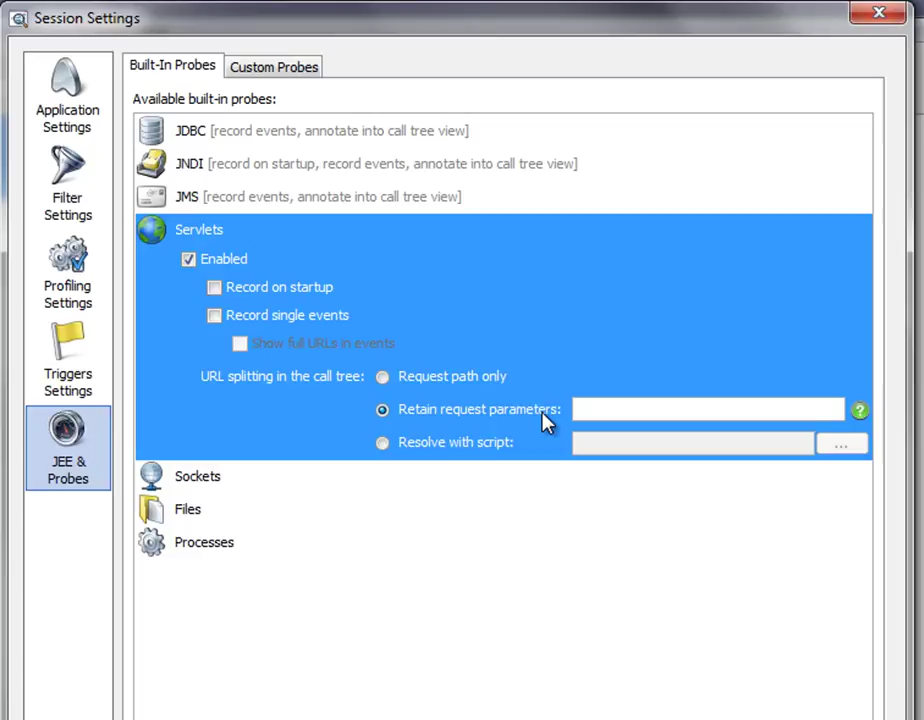 Session Settings
Built-In Probes
Custom Probes
Available built-in probes:
Application
Settings
Filter
Settings
Profiling
Settings
Triggers
Settings
JEE &
Probes
JDBC [record events, annotate into call tree view]
JNDI [record on startup, record events, annotate into call tree view]
JMS [record events, annotate into call tree view]
Servlets
Enabled
Record on startup
Record single events
Show full URLs in events
URL splitting in the call tree:
Request path only
Retain request parameters:
?
Resolve with script:
...
Sockets
Files
Processes